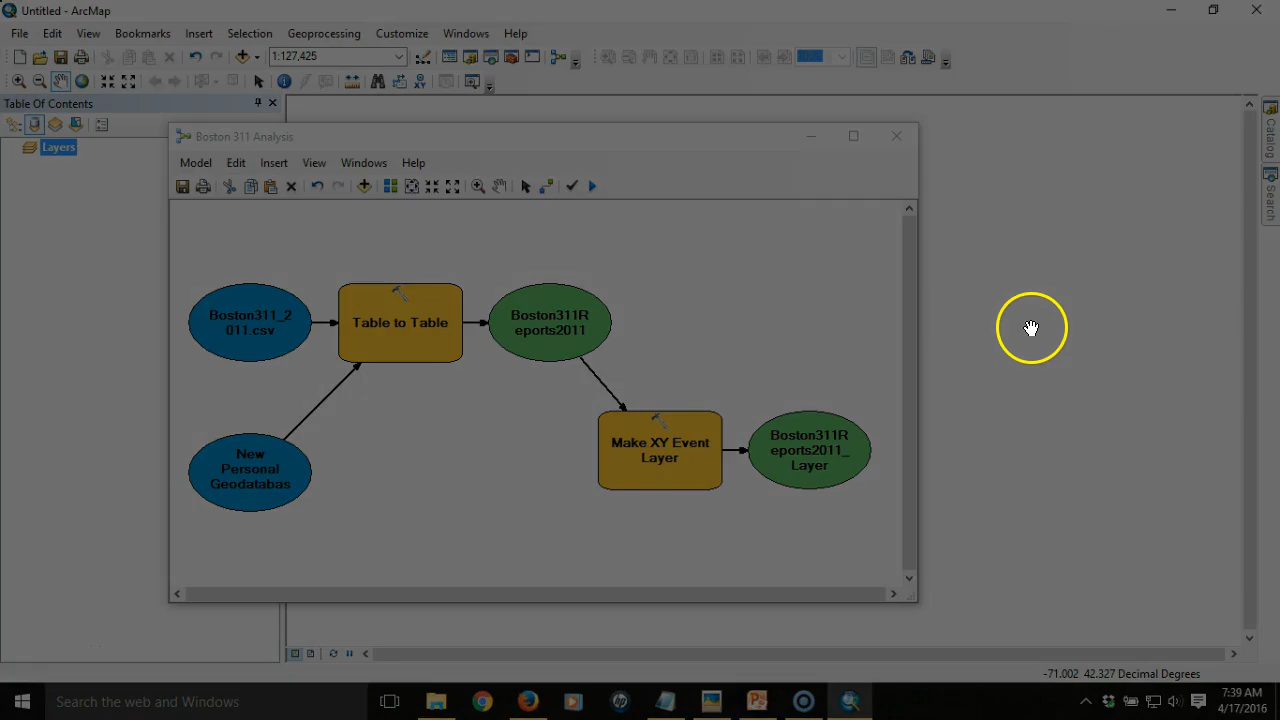 Untitled - ArcMap
File Edit View Bookmarks Insert Selection Geoprocessing Customize Windows Help
1:127,425
Table Of Contents
Layers
Boston 311 Analysis
Model Edit Insert View Windows Help
Boston311_2
011.csv
Table to Table
Boston311R
eports2011
New
Personal
Geodatabas
Make XY Event
Layer
Boston311R
eports2011_
Layer
Catalog
Search
-71.002 42.327 Decimal Degrees
Search the web and Windows
7:39 AM
4/17/2016